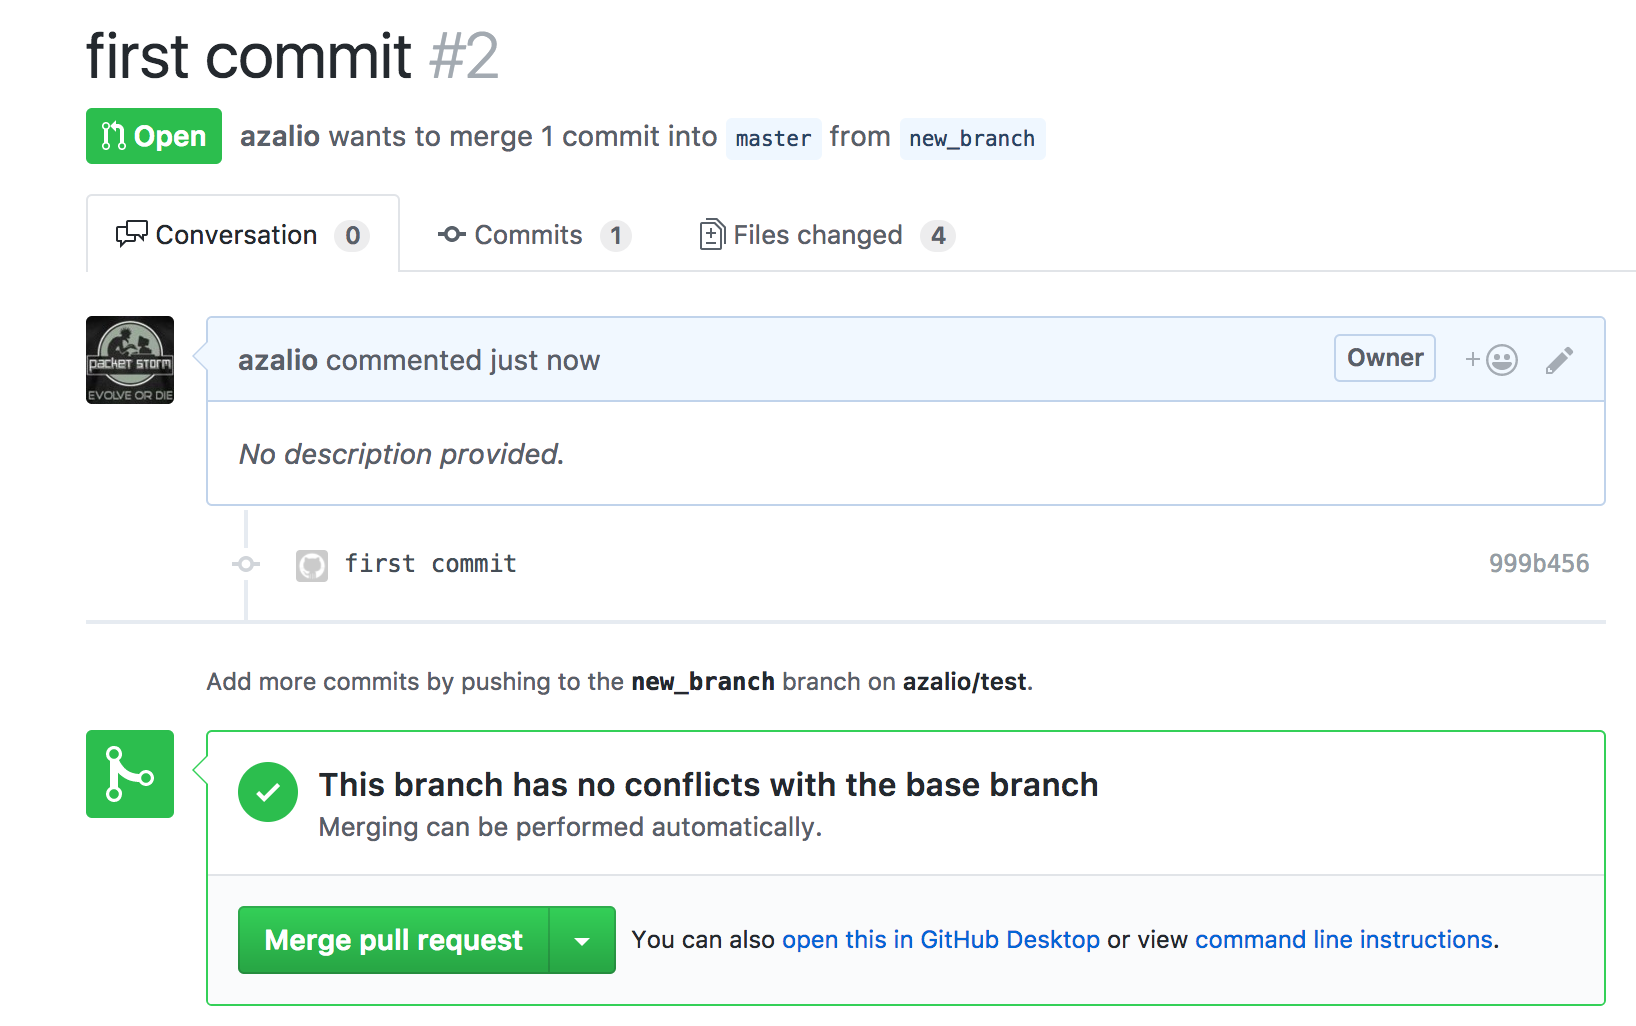 first commit #2
Open azalio wants to merge 1 commit into master from new_branch
Conversation 0 Commits 1 Files changed 4
packet storm
EVOLVE OR DIE
azalio commented just now Owner
No description provided.
first commit 999b456
Add more commits by pushing to the new_branch branch on azalio/test.
This branch has no conflicts with the base branch
Merging can be performed automatically.
Merge pull request You can also open this in GitHub Desktop or view command line instructions.